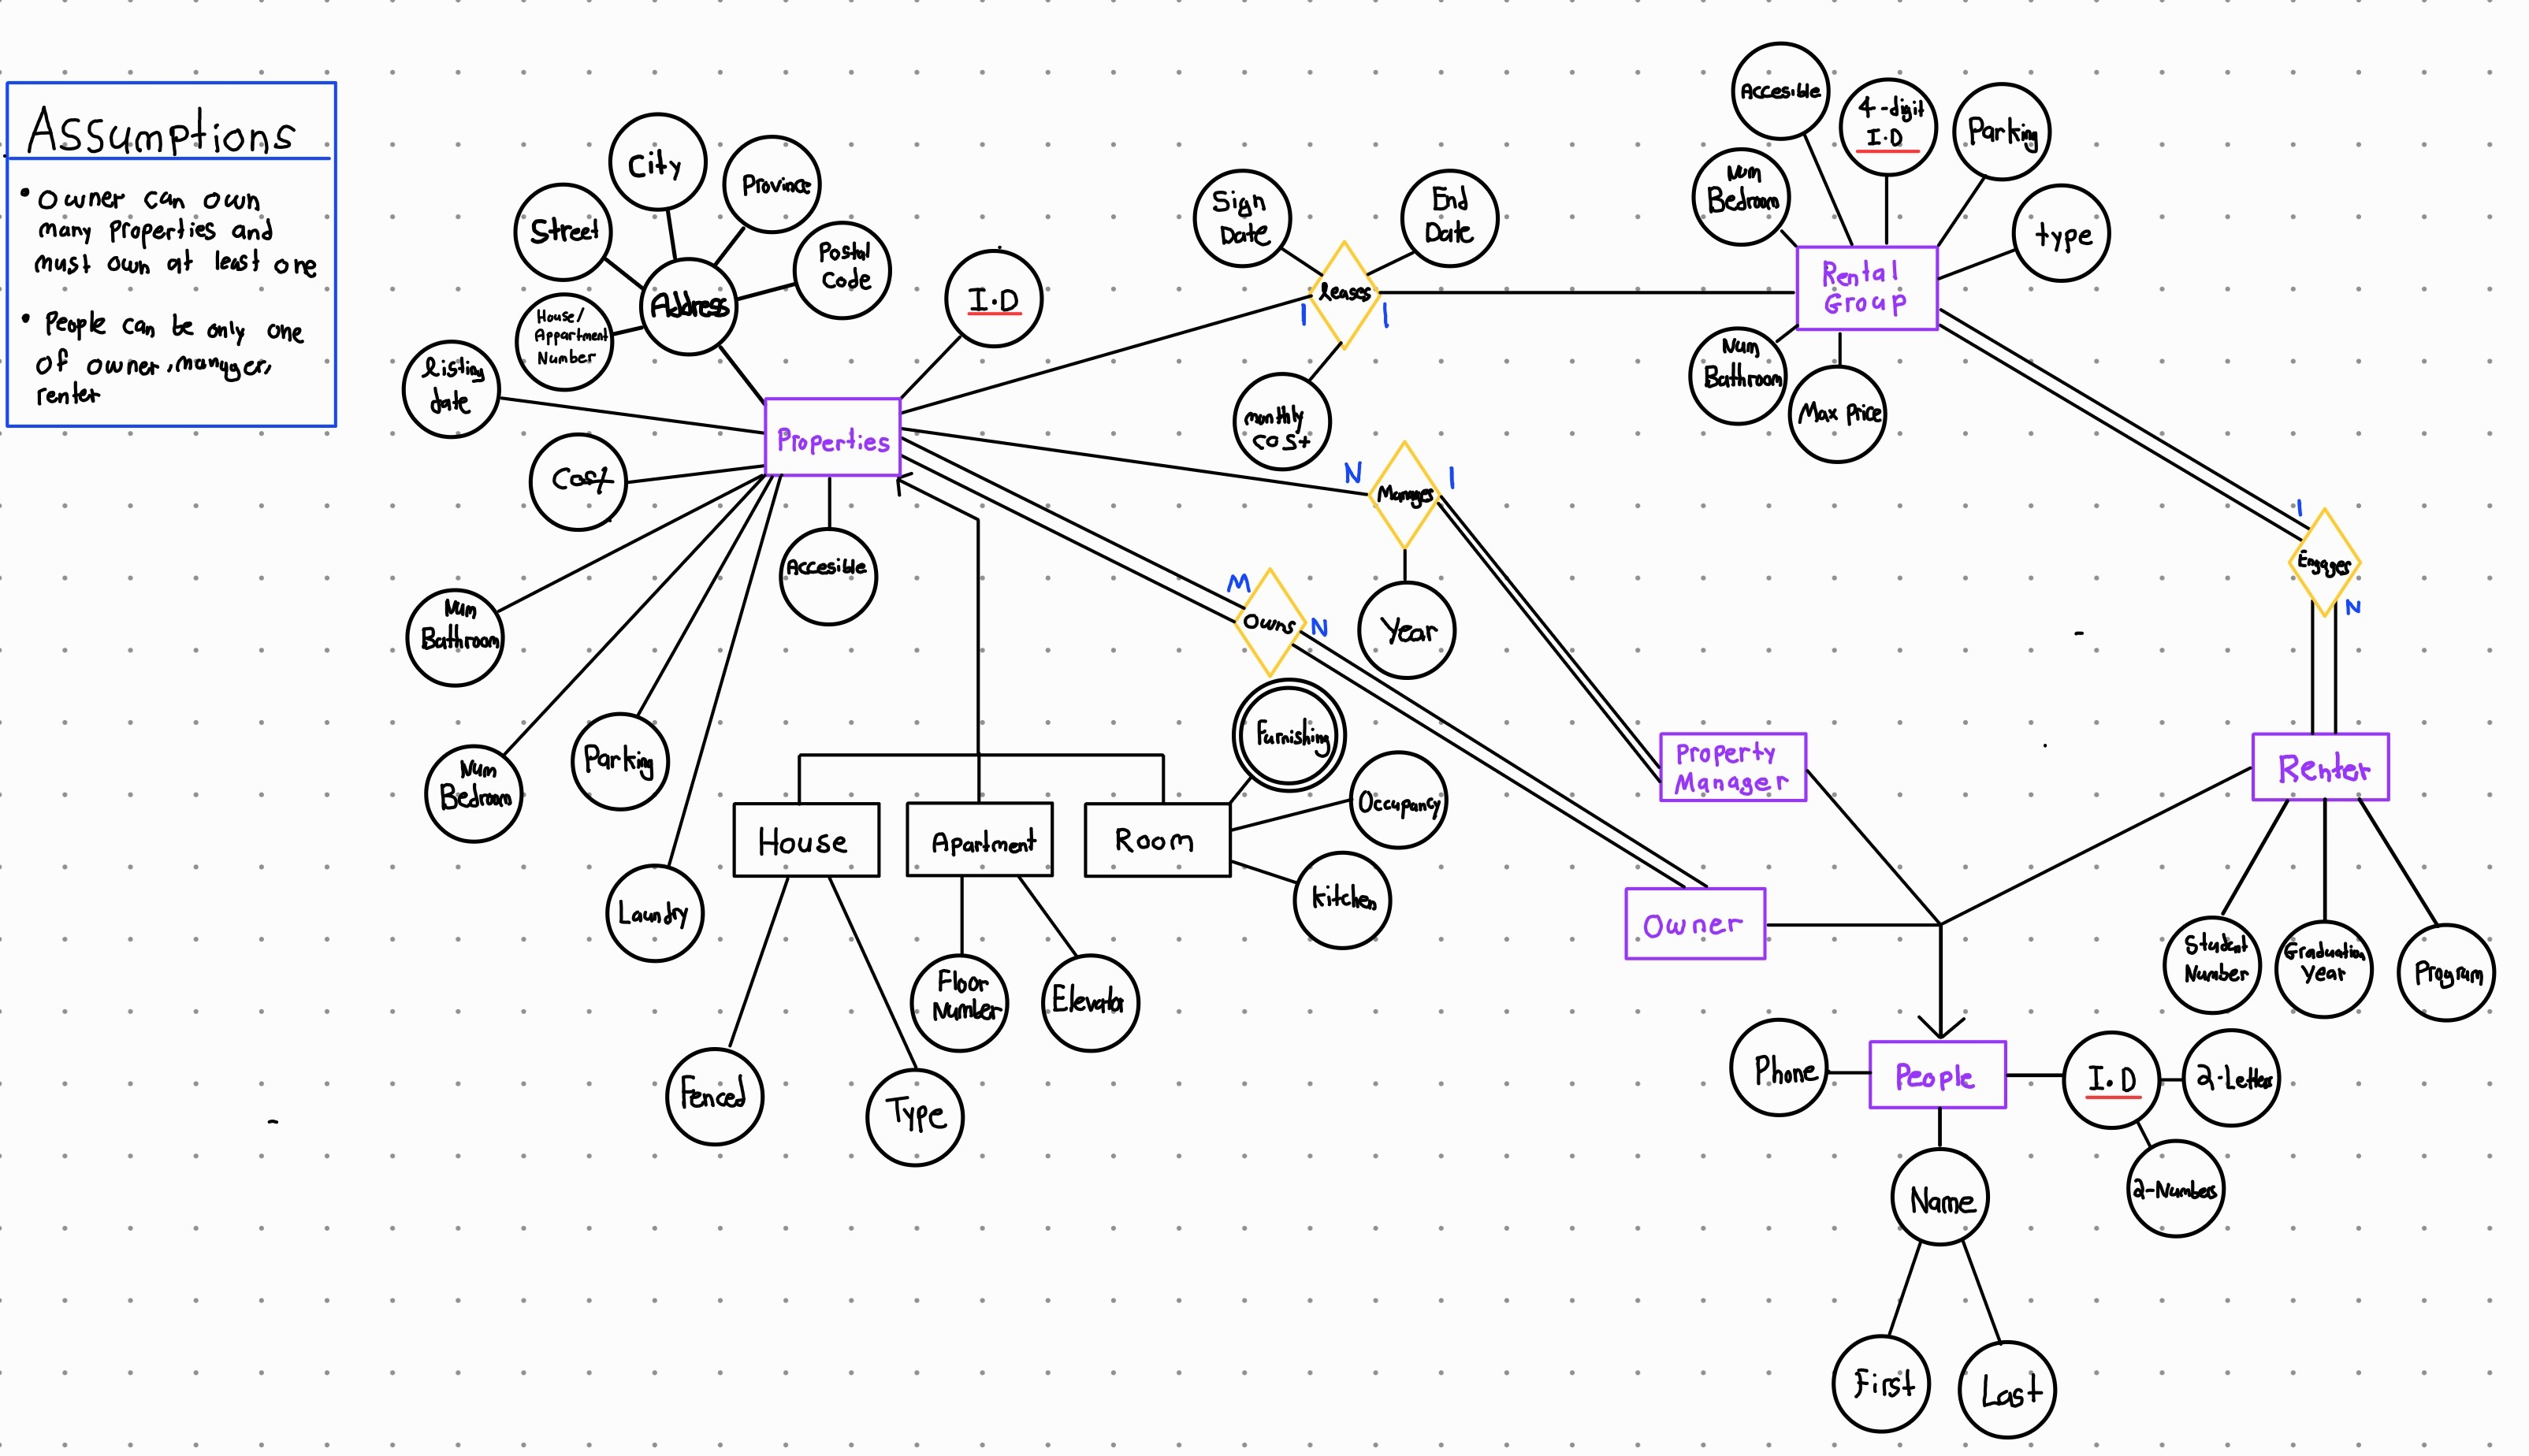 Assumptions
• Owner can own
many Properties and
must own at least one
• People can be only one
of owner, manager,
renter
City
Province
Street
Postal
Code
Address
House/
Appartment
Number
I.D
listing
date
Properties
Cost
Accesible
Num
Bathroom
Num
Bedroom
Parking
Laundry
House
Apartment
Room
Furnishing
Occupancy
Kitchen
Floor
Number
Elevator
Fenced
Type
Sign
Date
End
Date
leases
1
1
monthly
cost
N
Manages
1
Year
M
Owns
N
Accesible
4-digit
I.D
Parking
Num
Bedroom
type
Rental
Group
Num
Bathroom
Max Price
1
Engages
N
Property
Manager
Renter
Owner
Student
Number
Graduation
Year
Program
Phone
People
I.D
2-Letters
2-Numbers
Name
First
Last